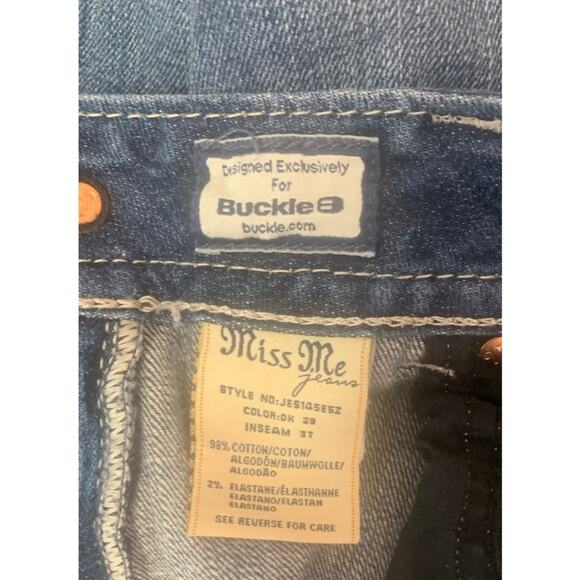 Designed Exclusively
For
Buckle B
buckle.com
Miss Me
Jeans
STYLE NO:JE5145E5Z
COLOR:DK 28
INSEAM 37
98% COTTON/COTON/
ALGODÓN/BAUMWOLLE/
ALGODÃO
2% ELASTANE/ÉLASTHANNE
ELASTANO/ELASTAN
ELASTANO
SEE REVERSE FOR CARE